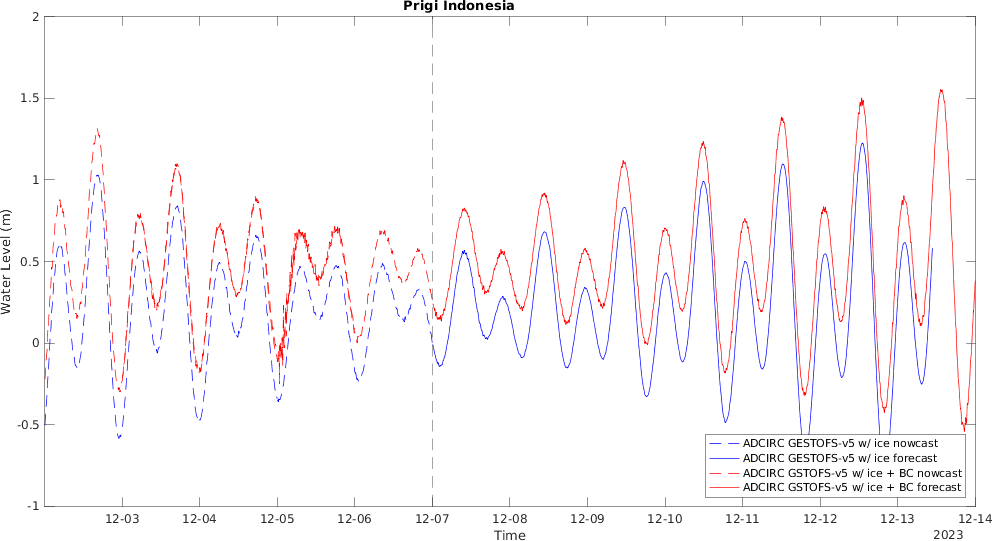 Prigi Indonesia
2
1.5
1
0.5
0
-0.5
-1
Water Level (m)
12-03 12-04 12-05 12-06 12-07 12-08 12-09 12-10 12-11 12-12 12-13 12-14
Time
2023
ADCIRC GESTOFS-v5 w/ ice nowcast
ADCIRC GESTOFS-v5 w/ ice forecast
ADCIRC GSTOFS-v5 w/ ice + BC nowcast
ADCIRC GSTOFS-v5 w/ ice + BC forecast